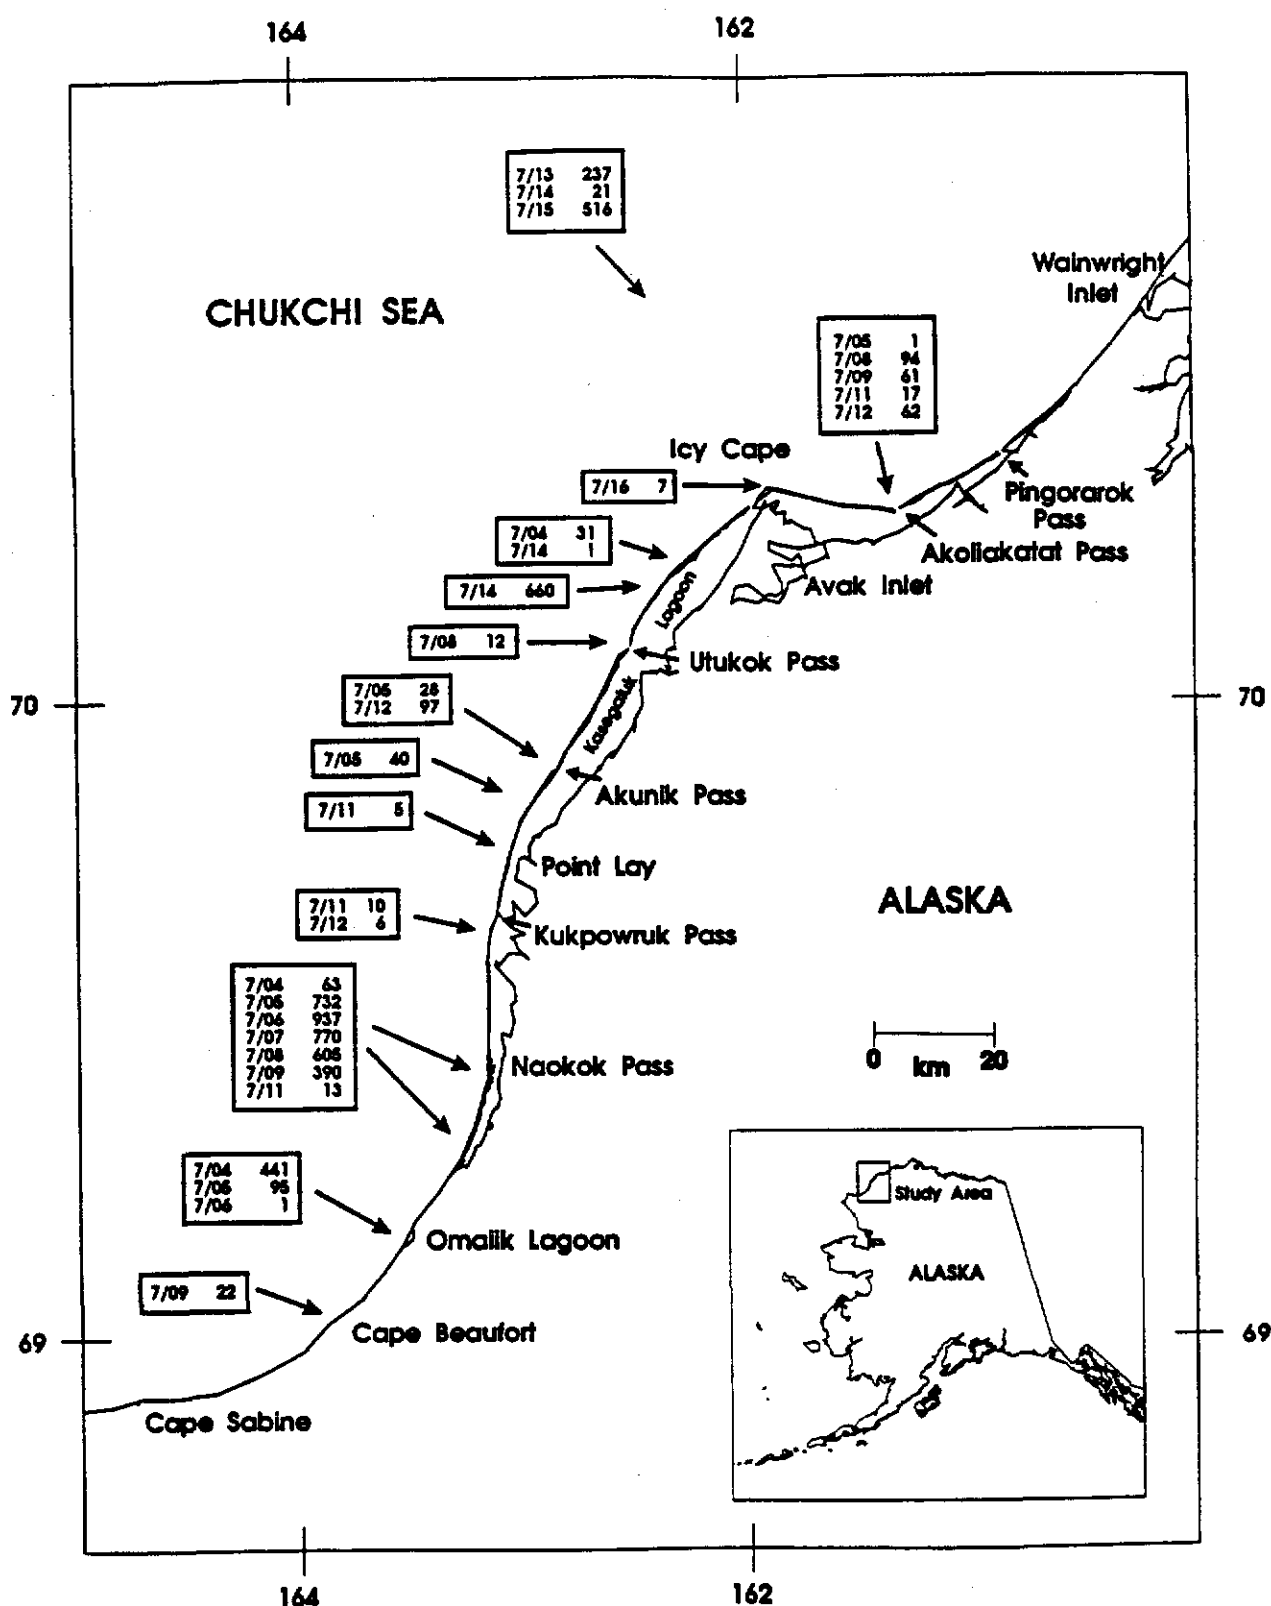 164
162
7/13 237
7/14 21
7/15 516
Wainwright
Inlet
CHUKCHI SEA
7/05 1
7/08 94
7/09 61
7/11 17
7/12 62
Icy Cape
7/16 7
Pingorarok
Pass
7/04 31
7/14 1
Akoliakatat Pass
Avak Inlet
7/14 660
Lagoon
7/08 12
Utukok Pass
70
70
7/05 28
7/12 97
Kasegaluk
7/05 40
Akunik Pass
7/11 5
Point Lay
ALASKA
7/11 10
7/12 6
Kukpowruk Pass
7/04 63
7/05 732
7/06 937
7/07 770
7/08 605
7/09 390
7/11 13
0 km 20
Naokok Pass
7/04 441
7/05 95
7/06 1
Study Area
Omalik Lagoon
ALASKA
7/09 22
Cape Beaufort
69
69
Cape Sabine
164
162